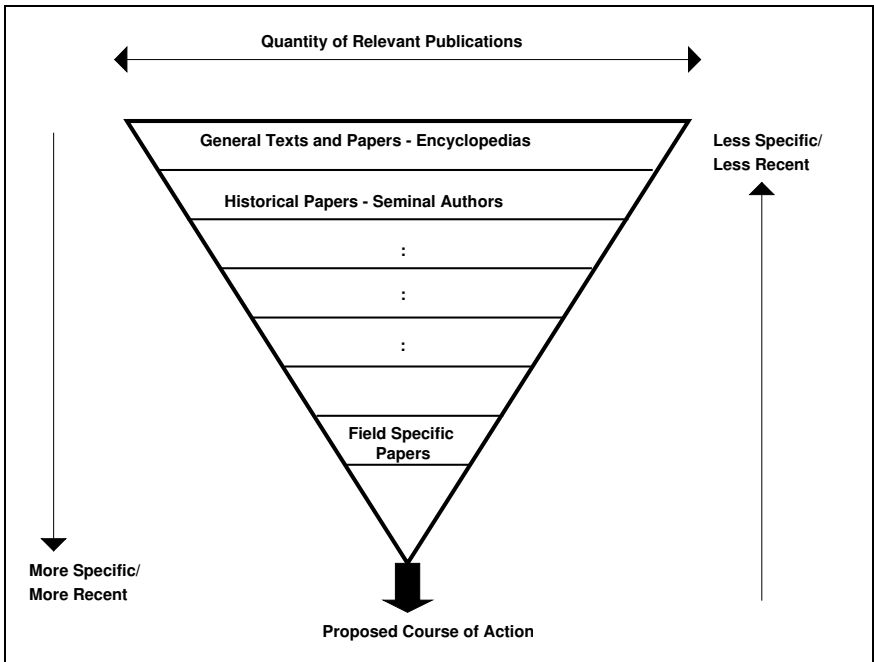 Quantity of Relevant Publications
General Texts and Papers - Encyclopedias
Less Specific/
Less Recent
Historical Papers - Seminal Authors
:
:
:
Field Specific
Papers
More Specific/
More Recent
Proposed Course of Action